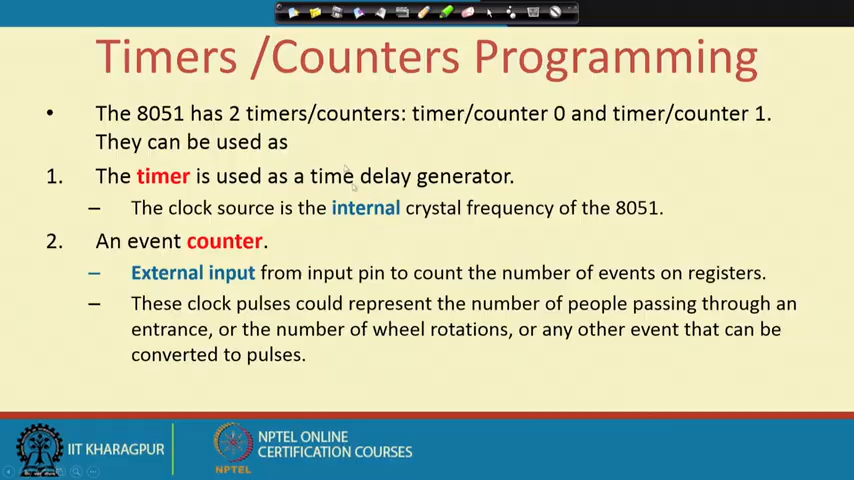 Timers /Counters Programming
• The 8051 has 2 timers/counters: timer/counter 0 and timer/counter 1.
They can be used as
1. The timer is used as a time delay generator.
– The clock source is the internal crystal frequency of the 8051.
2. An event counter.
– External input from input pin to count the number of events on registers.
– These clock pulses could represent the number of people passing through an
entrance, or the number of wheel rotations, or any other event that can be
converted to pulses.
IIT KHARAGPUR
NPTEL
NPTEL ONLINE
CERTIFICATION COURSES